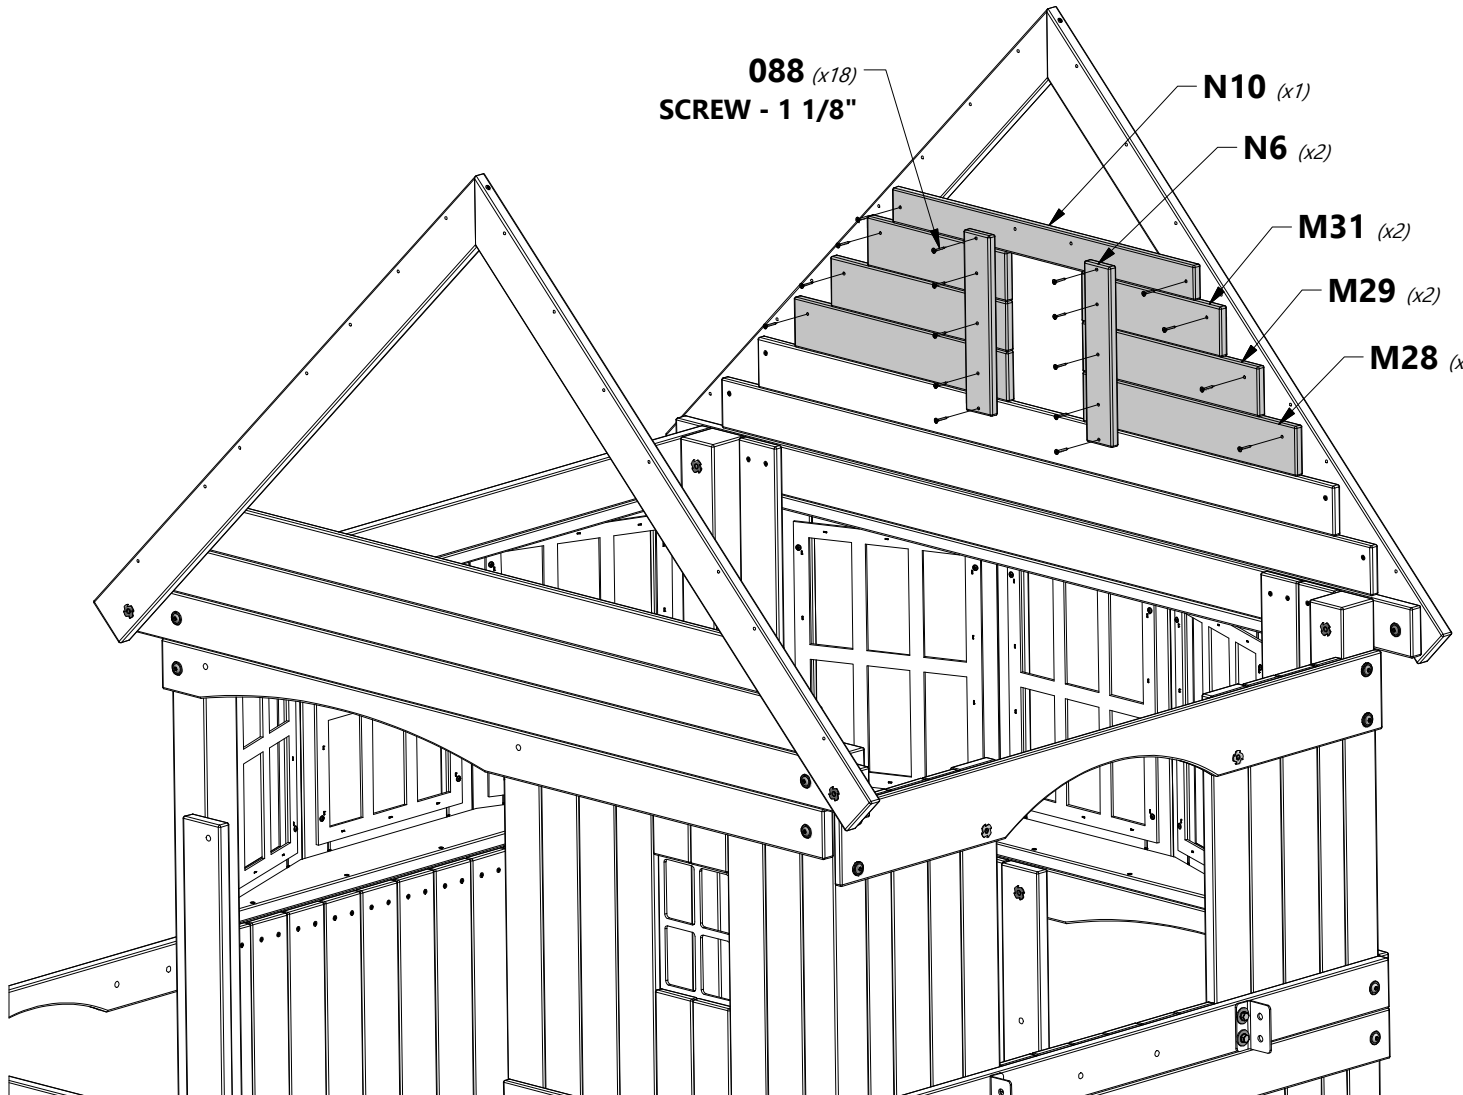 088 (x18)
SCREW - 1 1/8"
N10 (x1)
N6 (x2)
M31 (x2)
M29 (x2)
M28 (x